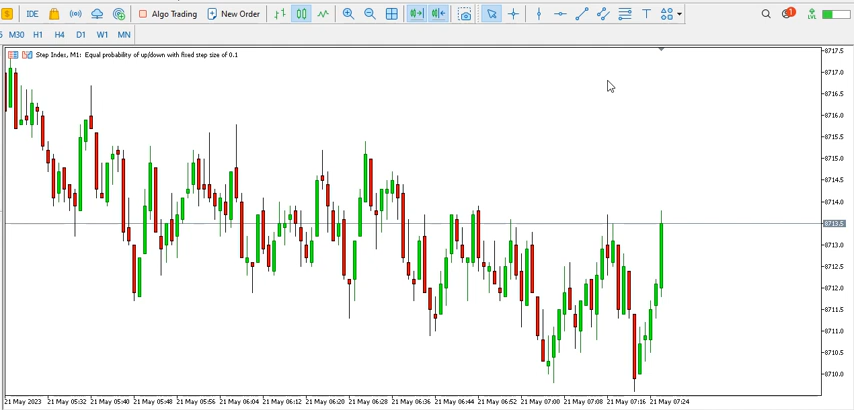 IDE
Algo Trading
New Order
1
LVL
5 M30 H1 H4 D1 W1 MN
Step Index, M1: Equal probability of up/down with fixed step size of 0.1
8717.5
8717.0
8716.5
8716.0
8715.5
8715.0
8714.5
8714.0
8713.5
8713.0
8712.5
8712.0
8711.5
8711.0
8710.5
8710.0
21 May 2023 21 May 05:32 21 May 05:40 21 May 05:48 21 May 05:56 21 May 06:04 21 May 06:12 21 May 06:20 21 May 06:28 21 May 06:36 21 May 06:44 21 May 06:52 21 May 07:00 21 May 07:08 21 May 07:16 21 May 07:24